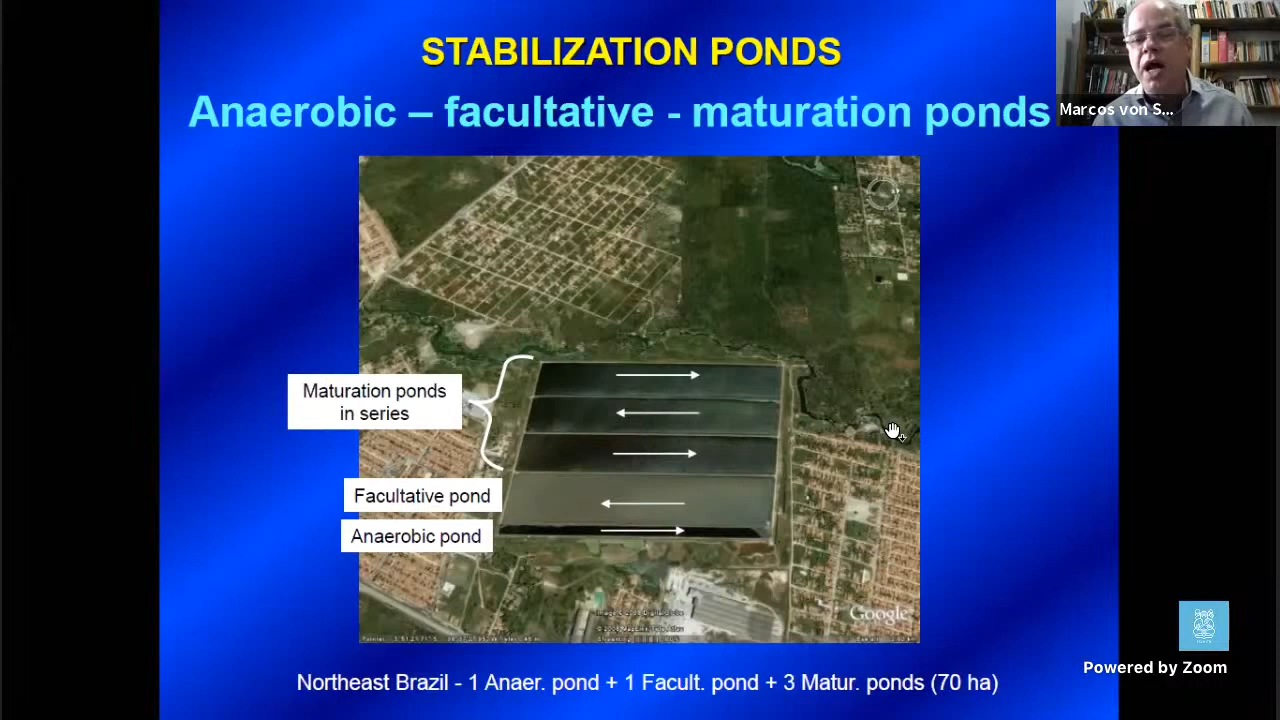 STABILIZATION PONDS
Anaerobic – facultative - maturation ponds
Marcos von S...
Maturation ponds
in series
Facultative pond
Anaerobic pond
Google
Northeast Brazil - 1 Anaer. pond + 1 Facult. pond + 3 Matur. ponds (70 ha)
Powered by Zoom